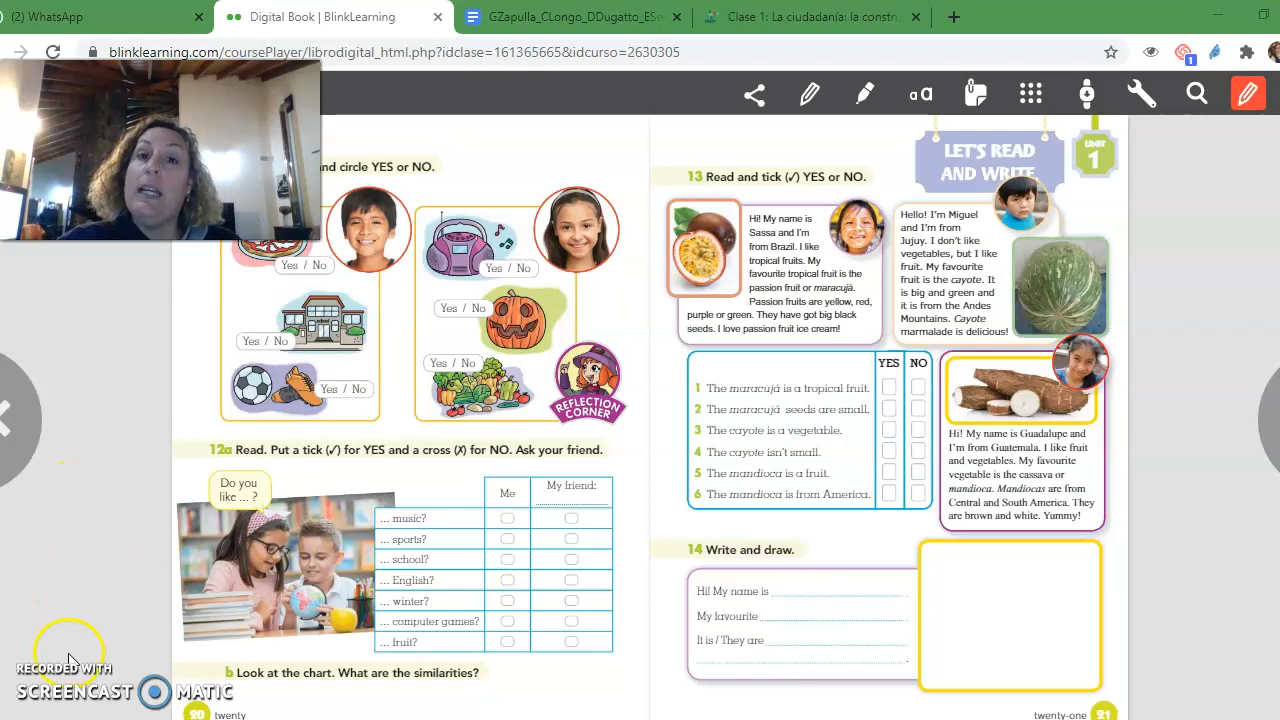 (2) WhatsApp
Digital Book | BlinkLearning
GZapulla_CLongo_DDugatto_ESe
Clase 1: La ciudadanía: la constru
blinklearning.com/coursePlayer/librodigital_html.php?idclase=161365665&idcurso=2630305
1
aa
and circle YES or NO.
Yes / No
Yes / No
Yes / No
Yes / No
Yes / No
Yes / No
SCHOOL
REFLECTION
CORNER
12a Read. Put a tick (✓) for YES and a cross (✗) for NO. Ask your friend.
Do you
like ... ?
Me
My friend:
... music?
... sports?
... school?
... English?
... winter?
... computer games?
... fruit?
b Look at the chart. What are the similarities?
20 twenty
LET'S READ
AND WRITE
UNIT
1
13 Read and tick (✓) YES or NO.
Hi! My name is
Sassa and I'm
from Brazil. I like
tropical fruits. My
favourite tropical fruit is the
passion fruit or maracujá.
Passion fruits are yellow, red,
purple or green. They have got big black
seeds. I love passion fruit ice cream!
Hello! I'm Miguel
and I'm from
Jujuy. I don't like
vegetables, but I like
fruit. My favourite
fruit is the cayote. It
is big and green and
it is from the Andes
Mountains. Cayote
marmalade is delicious!
YES NO
1 The maracujá is a tropical fruit.
2 The maracujá seeds are small.
3 The cayote is a vegetable.
4 The cayote isn't small.
5 The mandioca is a fruit.
6 The mandioca is from America.
Hi! My name is Guadalupe and
I'm from Guatemala. I like fruit
and vegetables. My favourite
vegetable is the cassava or
mandioca. Mandiocas are from
Central and South America. They
are brown and white. Yummy!
14 Write and draw.
Hi! My name is
My favourite
It is / They are
twenty-one 21
RECORDED WITH
SCREENCAST MATIC